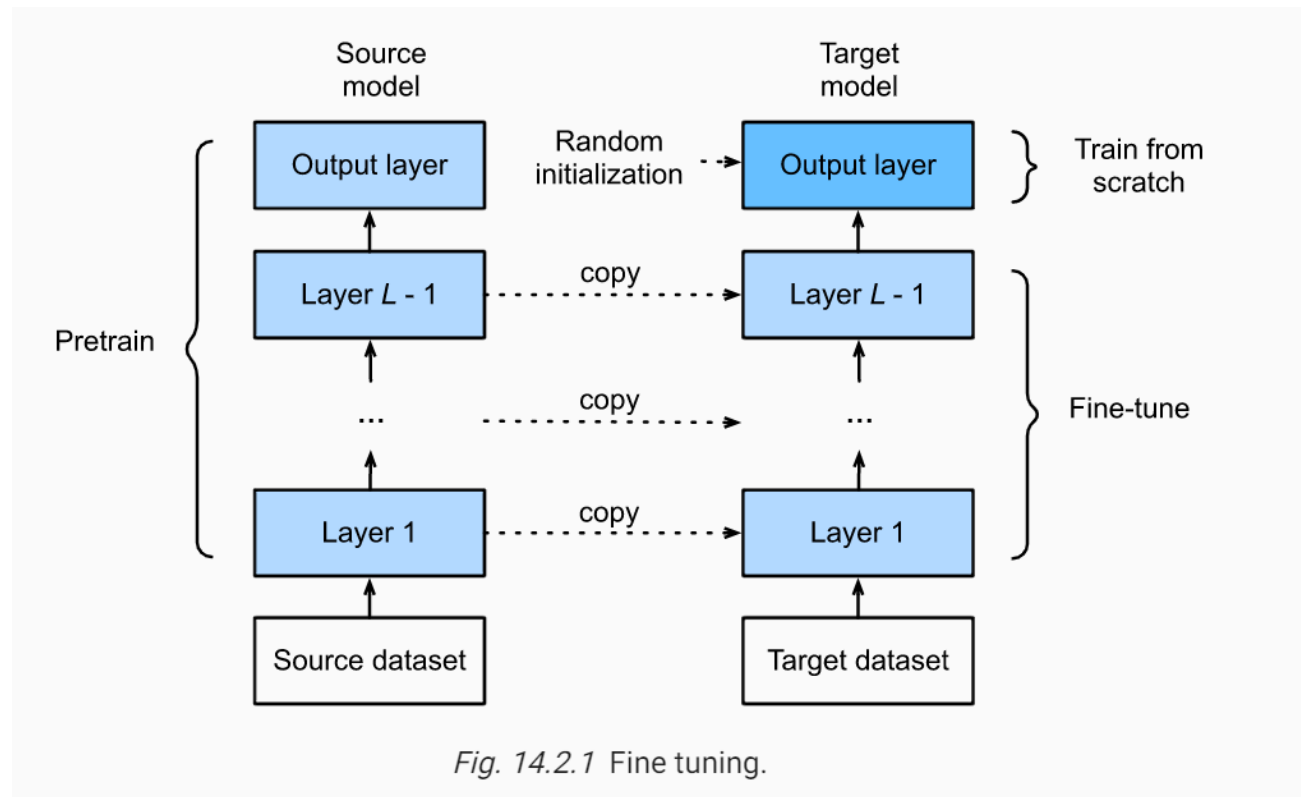 Source
model
Target
model
Output layer
Random
initialization
Output layer
Train from
scratch
Layer L - 1
copy
Layer L - 1
Pretrain
...
copy
...
Fine-tune
Layer 1
copy
Layer 1
Source dataset
Target dataset
Fig. 14.2.1 Fine tuning.